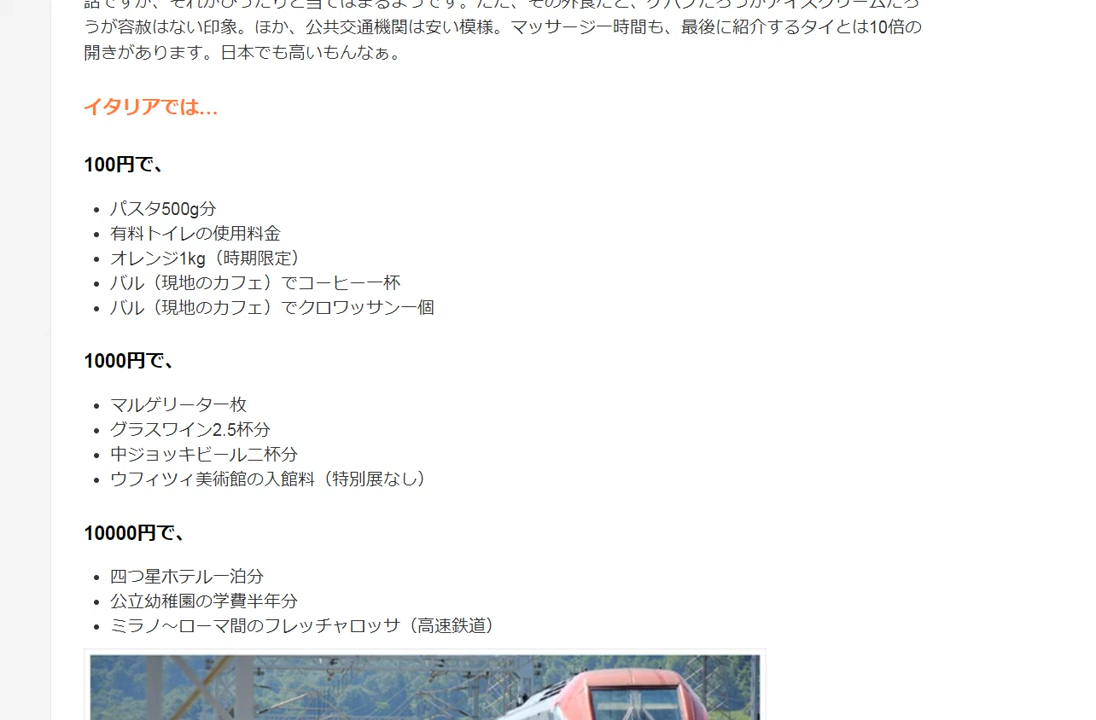 話ですが、それがぴったりと当てはまるようです。ただ、その外食だと、ケバブだろうがアイスクリームだろ
うが容赦はない印象。ほか、公共交通機関は安い模様。マッサージ一時間も、最後に紹介するタイとは10倍の
開きがあります。日本でも高いもんなぁ。
イタリアでは…
100円で、
パスタ500g分
有料トイレの使用料金
オレンジ1kg（時期限定）
バル（現地のカフェ）でコーヒー一杯
バル（現地のカフェ）でクロワッサン一個
1000円で、
マルゲリータ一枚
グラスワイン2.5杯分
中ジョッキビール二杯分
ウフィツィ美術館の入館料（特別展なし）
10000円で、
四つ星ホテル一泊分
公立幼稚園の学費半年分
ミラノ〜ローマ間のフレッチャロッサ（高速鉄道）